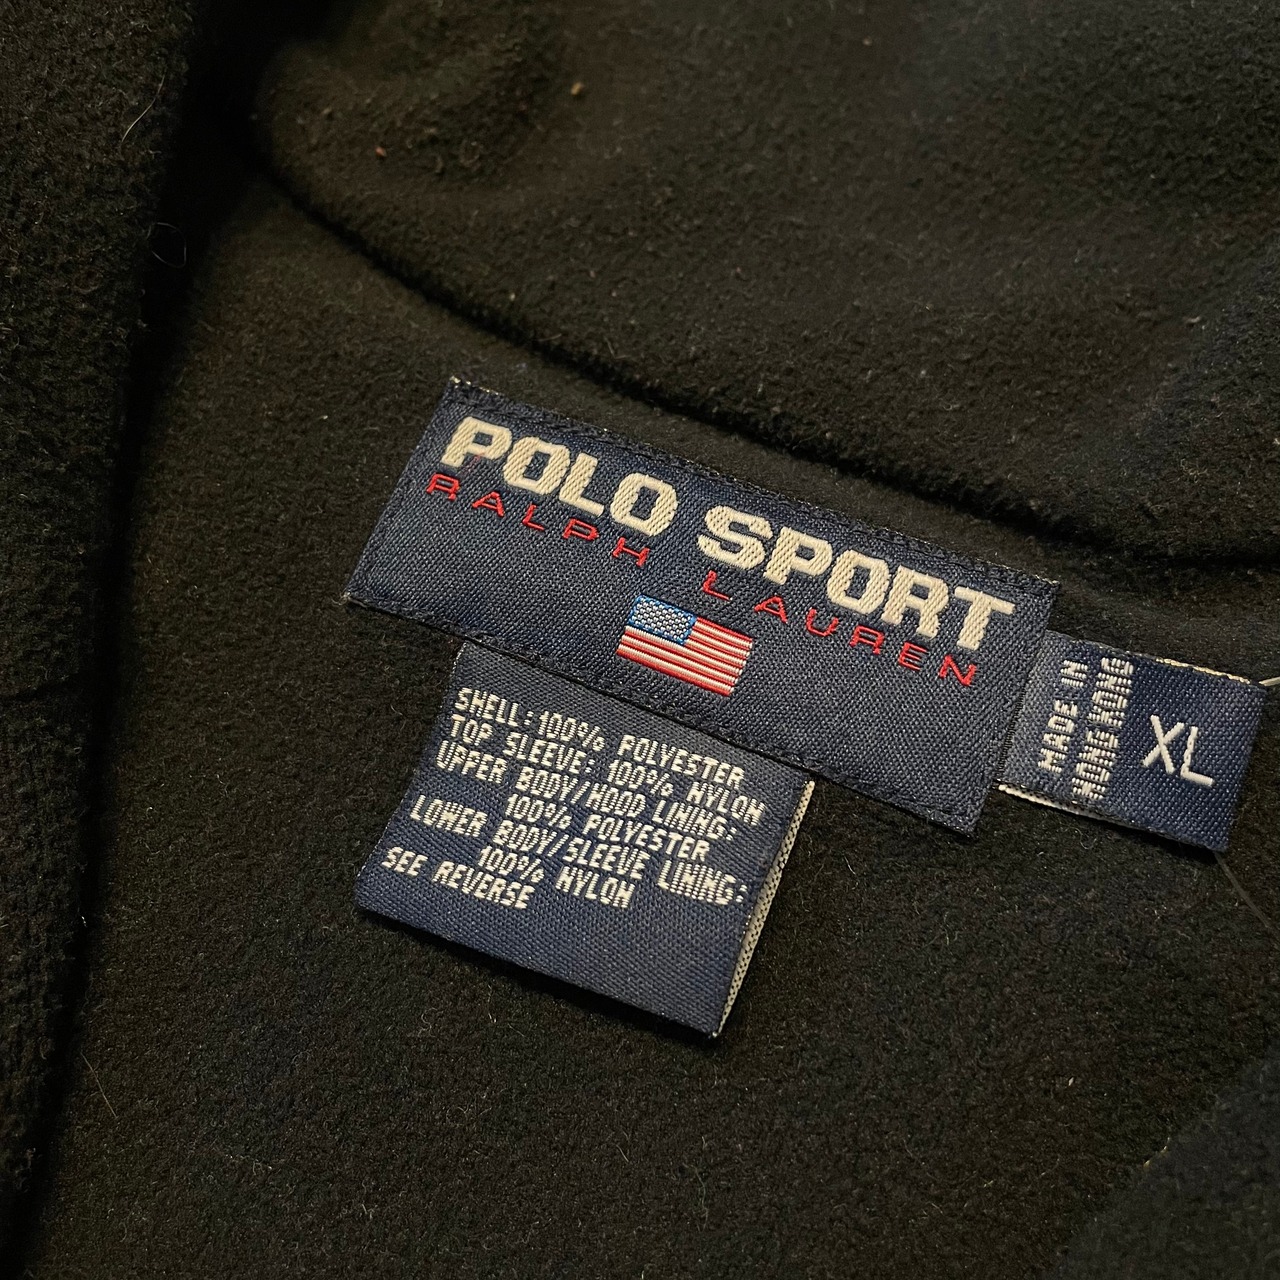 POLO SPORT
RALPH LAUREN
SHELL: 100% POLYESTER
TOP SLEEVE: 100% NYLON
UPPER BODY/HOOD LINING:
100% POLYESTER
LOWER BODY/SLEEVE LINING:
100% NYLON
SEE REVERSE
MADE IN
HONG KONG
XL